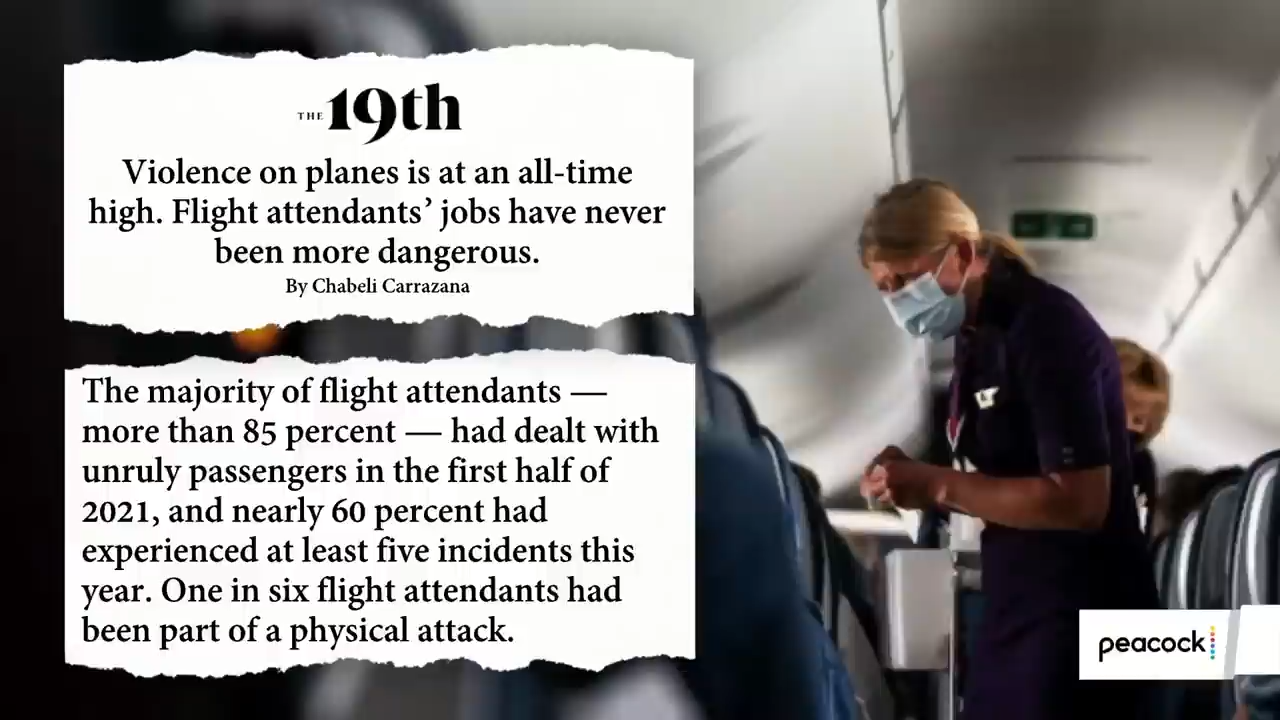 THE 19th
Violence on planes is at an all-time
high. Flight attendants’ jobs have never
been more dangerous.
By Chabeli Carrazana
The majority of flight attendants —
more than 85 percent — had dealt with
unruly passengers in the first half of
2021, and nearly 60 percent had
experienced at least five incidents this
year. One in six flight attendants had
been part of a physical attack.
peacock